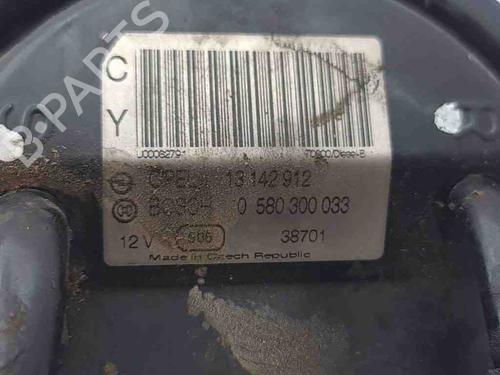 C
Y
OPEL 13 142 912
BOSCH 0 580 300 033
12 V 38701
Made in Czech Republic
B-PARTS